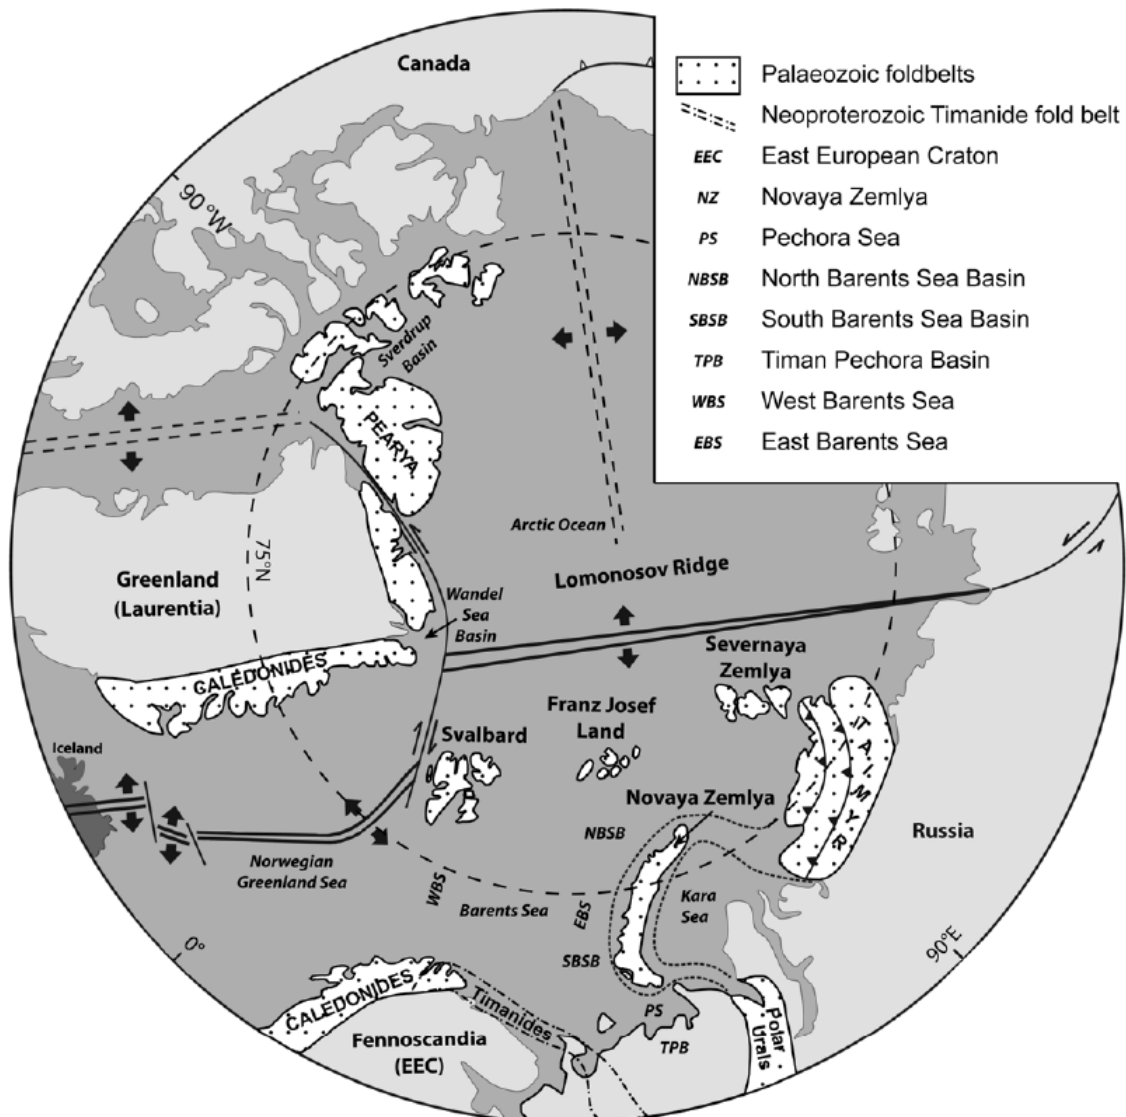 Canada
90°W
Palaeozoic foldbelts
Neoproterozoic Timanide fold belt
EEC East European Craton
NZ Novaya Zemlya
PS Pechora Sea
NBSB North Barents Sea Basin
SBSB South Barents Sea Basin
TPB Timan Pechora Basin
WBS West Barents Sea
EBS East Barents Sea
Sverdrup
Basin
PEARYA
Arctic Ocean
75°N
Greenland
(Laurentia)
Lomonosov Ridge
Wandel
Sea
Basin
CALEDONIDES
Severnaya
Zemlya
Franz Josef
Land
Svalbard
Iceland
TAIMYR
Novaya Zemlya
NBSB
Russia
Norwegian
Greenland Sea
WBS
Barents Sea
EBS
Kara
Sea
0°
90°E
SBSB
CALEDONIDES
Timanides
PS
TPB
Polar
Urals
Fennoscandia
(EEC)